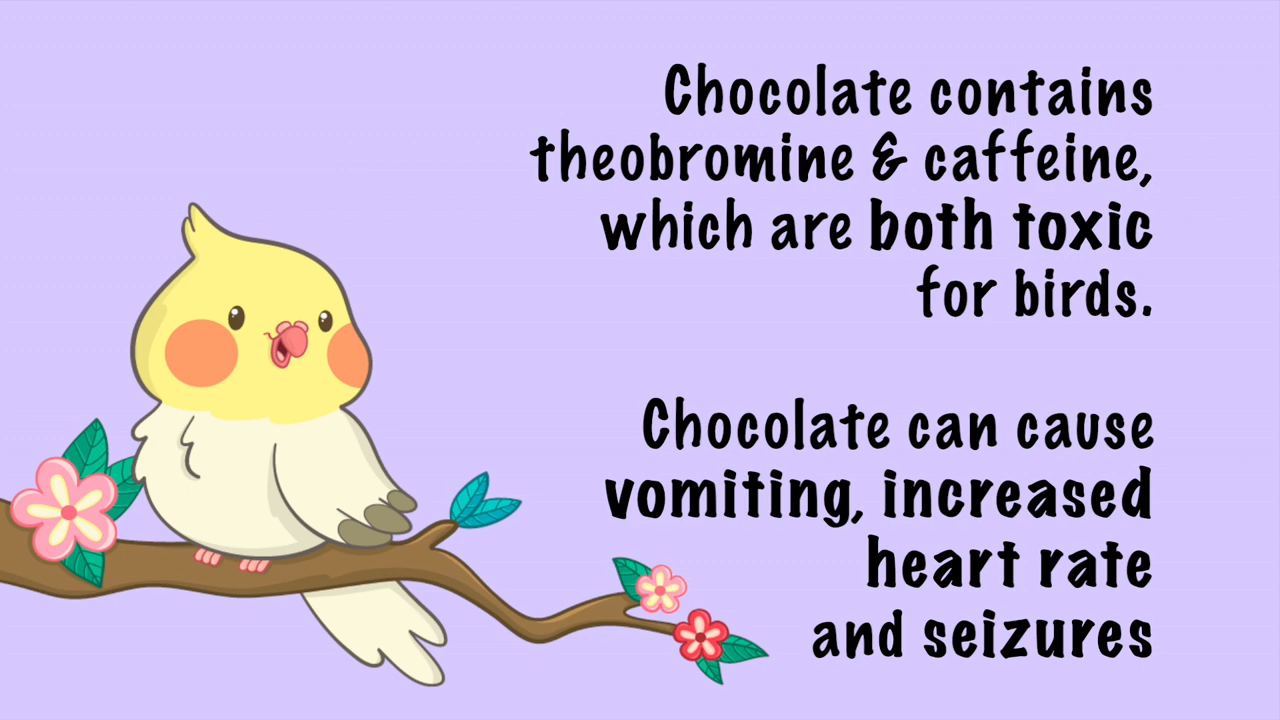 Chocolate contains
theobromine & caffeine,
which are both toxic
for birds.
Chocolate can cause
vomiting, increased
heart rate
and seizures